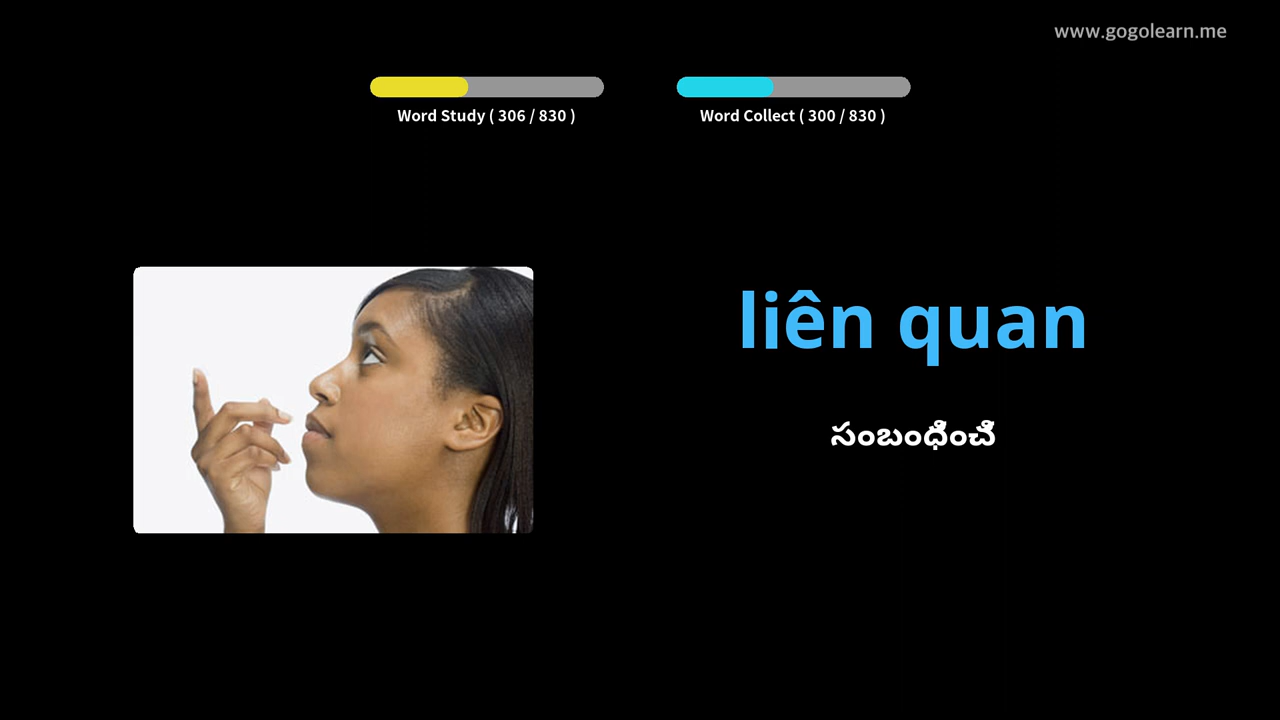 www.gogolearn.me
Word Study ( 306 / 830 )
Word Collect ( 300 / 830 )
liên quan
సంబంధించి